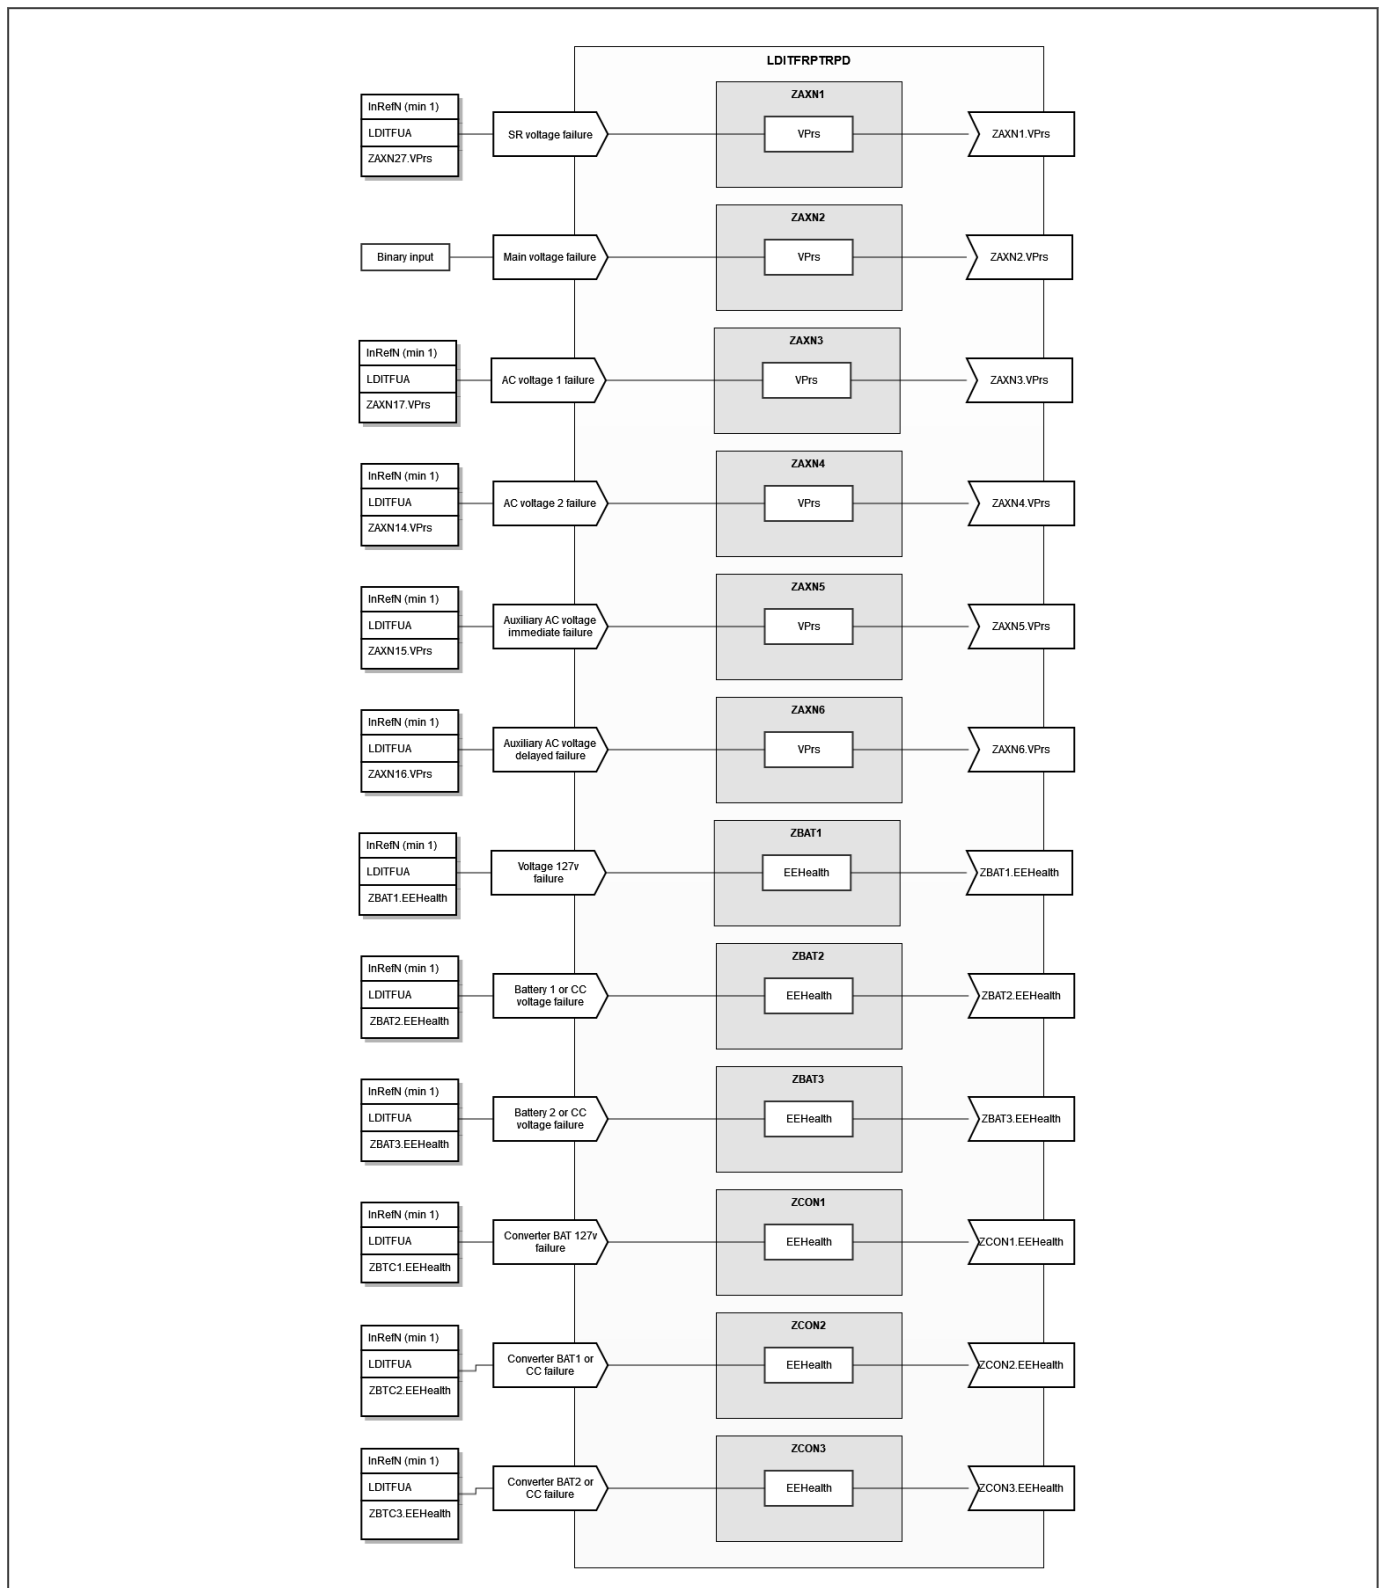 LDITFRPTRPD
ZAXN1
InRefN (min 1)
LDITFUA
ZAXN27.VPrs
SR voltage failure
VPrs
ZAXN1.VPrs
ZAXN2
Binary input
Main voltage failure
VPrs
ZAXN2.VPrs
ZAXN3
InRefN (min 1)
LDITFUA
ZAXN17.VPrs
AC voltage 1 failure
VPrs
ZAXN3.VPrs
ZAXN4
InRefN (min 1)
LDITFUA
ZAXN14.VPrs
AC voltage 2 failure
VPrs
ZAXN4.VPrs
ZAXN5
InRefN (min 1)
LDITFUA
ZAXN15.VPrs
Auxiliary AC voltage
immediate failure
VPrs
ZAXN5.VPrs
ZAXN6
InRefN (min 1)
LDITFUA
ZAXN16.VPrs
Auxiliary AC voltage
delayed failure
VPrs
ZAXN6.VPrs
ZBAT1
InRefN (min 1)
LDITFUA
ZBAT1.EEHealth
Voltage 127v
failure
EEHealth
ZBAT1.EEHealth
ZBAT2
InRefN (min 1)
LDITFUA
ZBAT2.EEHealth
Battery 1 or CC
voltage failure
EEHealth
ZBAT2.EEHealth
ZBAT3
InRefN (min 1)
LDITFUA
ZBAT3.EEHealth
Battery 2 or CC
voltage failure
EEHealth
ZBAT3.EEHealth
ZCON1
InRefN (min 1)
LDITFUA
ZBTC1.EEHealth
Converter BAT 127v
failure
EEHealth
ZCON1.EEHealth
ZCON2
InRefN (min 1)
LDITFUA
ZBTC2.EEHealth
Converter BAT1 or
CC failure
EEHealth
ZCON2.EEHealth
ZCON3
InRefN (min 1)
LDITFUA
ZBTC3.EEHealth
Converter BAT2 or
CC failure
EEHealth
ZCON3.EEHealth